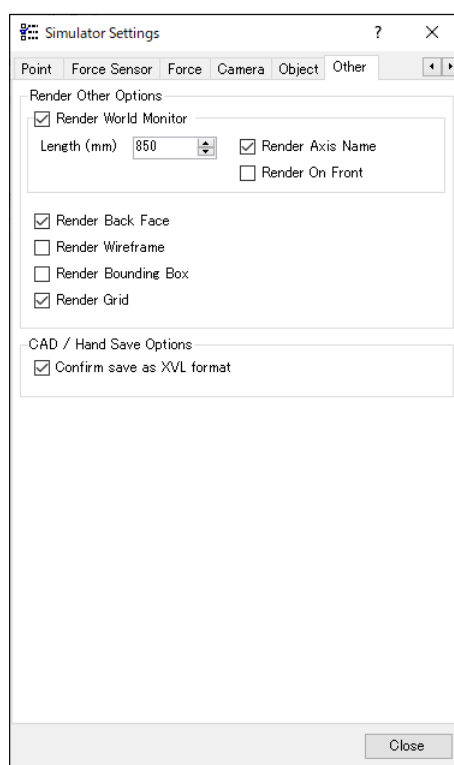 Simulator Settings ?
Point Force Sensor Force Camera Object Other
Render Other Options
Render World Monitor
Length (mm) 850 Render Axis Name
Render On Front
Render Back Face
Render Wireframe
Render Bounding Box
Render Grid
CAD / Hand Save Options
Confirm save as XVL format
Close